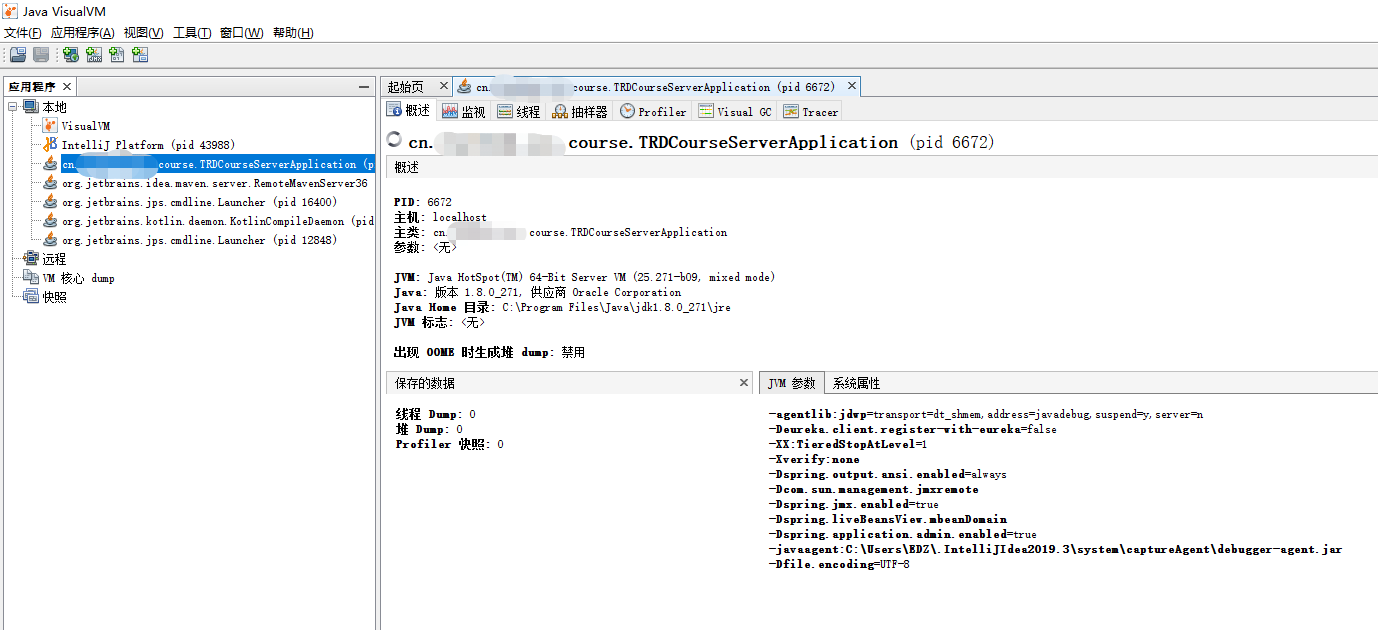 Java VisualVM
文件(F) 应用程序(A) 视图(V) 工具(T) 窗口(W) 帮助(H)
应用程序
本地
VisualVM
IntelliJ Platform (pid 43988)
cn. course.TRDCourseServerApplication (p
org.jetbrains.idea.maven.server.RemoteMavenServer36
org.jetbrains.jps.cmdline.Launcher (pid 16400)
org.jetbrains.kotlin.daemon.KotlinCompileDaemon (pid
org.jetbrains.jps.cmdline.Launcher (pid 12848)
远程
VM 核心 dump
快照
起始页 cn. course.TRDCourseServerApplication (pid 6672)
概述 监视 线程 抽样器 Profiler Visual GC Tracer
cn. course.TRDCourseServerApplication (pid 6672)
概述
PID: 6672
主机: localhost
主类: cn. course.TRDCourseServerApplication
参数: <无>
JVM: Java HotSpot(TM) 64-Bit Server VM (25.271-b09, mixed mode)
Java: 版本 1.8.0_271, 供应商 Oracle Corporation
Java Home 目录: C:\Program Files\Java\jdk1.8.0_271\jre
JVM 标志: <无>
出现 OOME 时生成堆 dump: 禁用
保存的数据
线程 Dump: 0
堆 Dump: 0
Profiler 快照: 0
JVM 参数 系统属性
-agentlib:jdwp=transport=dt_shmem,address=javadebug,suspend=y,server=n
-Deureka.client.register-with-eureka=false
-XX:TieredStopAtLevel=1
-Xverify:none
-Dspring.output.ansi.enabled=always
-Dcom.sun.management.jmxremote
-Dspring.jmx.enabled=true
-Dspring.liveBeansView.mbeanDomain
-Dspring.application.admin.enabled=true
-javaagent:C:\Users\EDZ\.IntelliJIdea2019.3\system\captureAgent\debugger-agent.jar
-Dfile.encoding=UTF-8